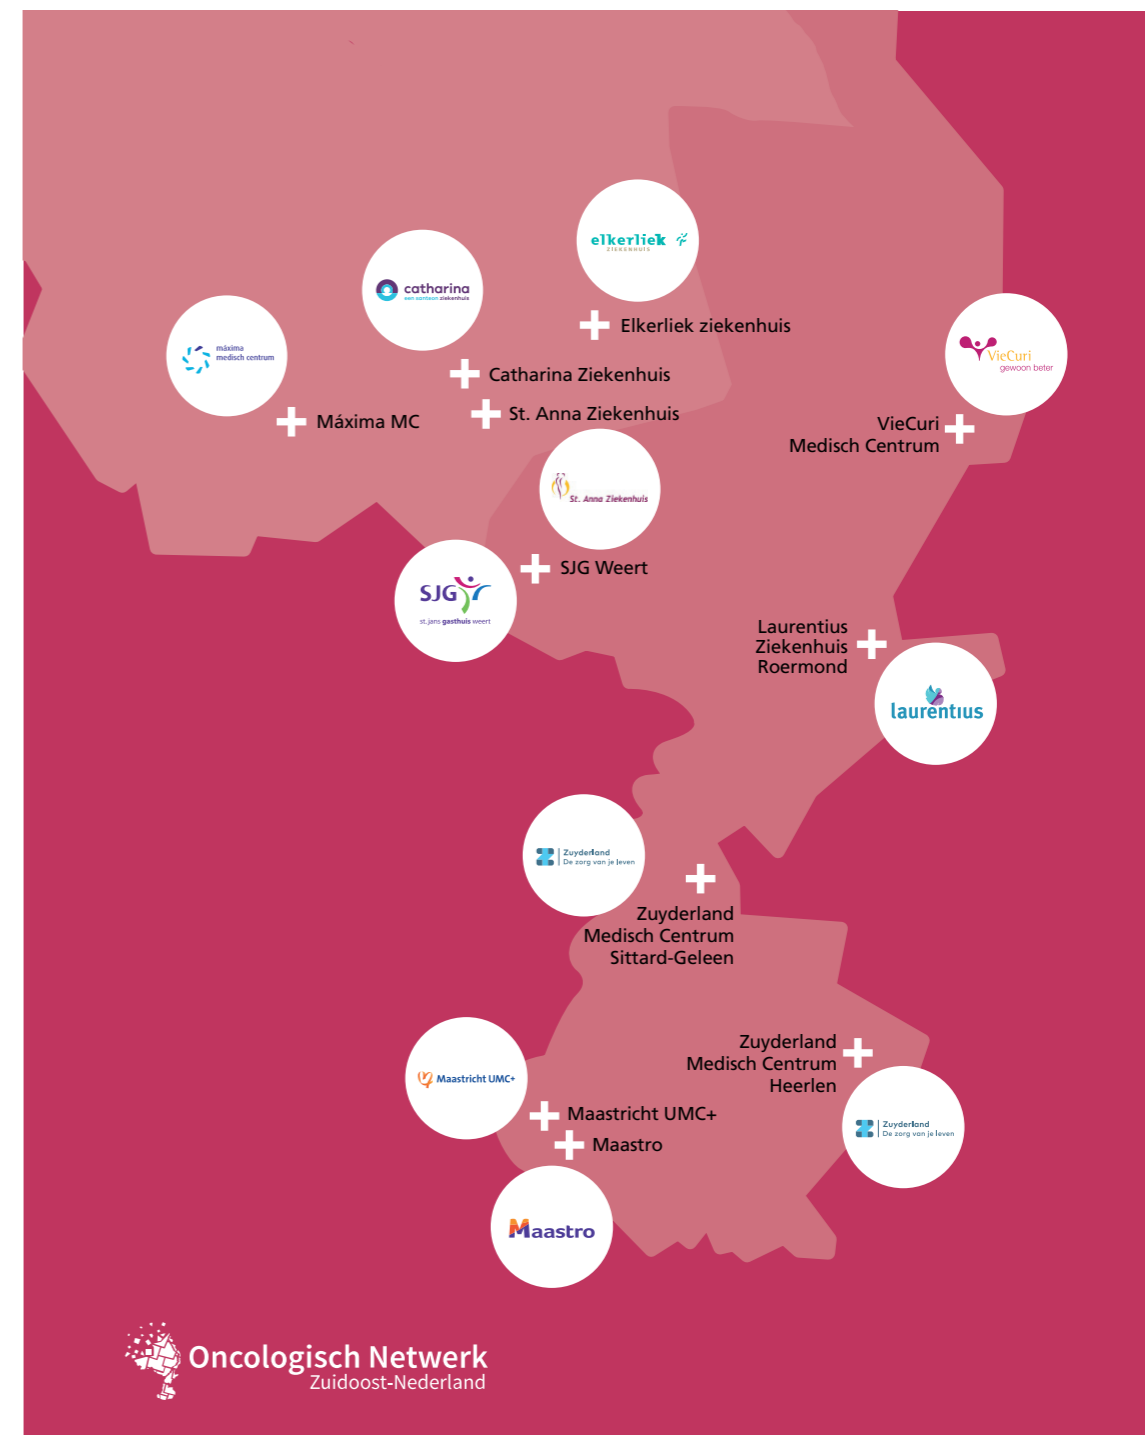 elkerliek
ZIEKENHUIS
Elkerliek ziekenhuis
catharina
een santeon ziekenhuis
Catharina Ziekenhuis
máxima
medisch centrum
Máxima MC
St. Anna Ziekenhuis
St. Anna Ziekenhuis
VieCuri
gewoon beter
VieCuri
Medisch Centrum
SJG
st. jans gasthuis weert
SJG Weert
Laurentius
Ziekenhuis
Roermond
laurentius
Zuyderland
De zorg van je leven
Zuyderland
Medisch Centrum
Sittard-Geleen
Zuyderland
Medisch Centrum
Heerlen
Zuyderland
De zorg van je leven
Maastricht UMC+
Maastricht UMC+
Maastro
Maastro
Oncologisch Netwerk
Zuidoost-Nederland